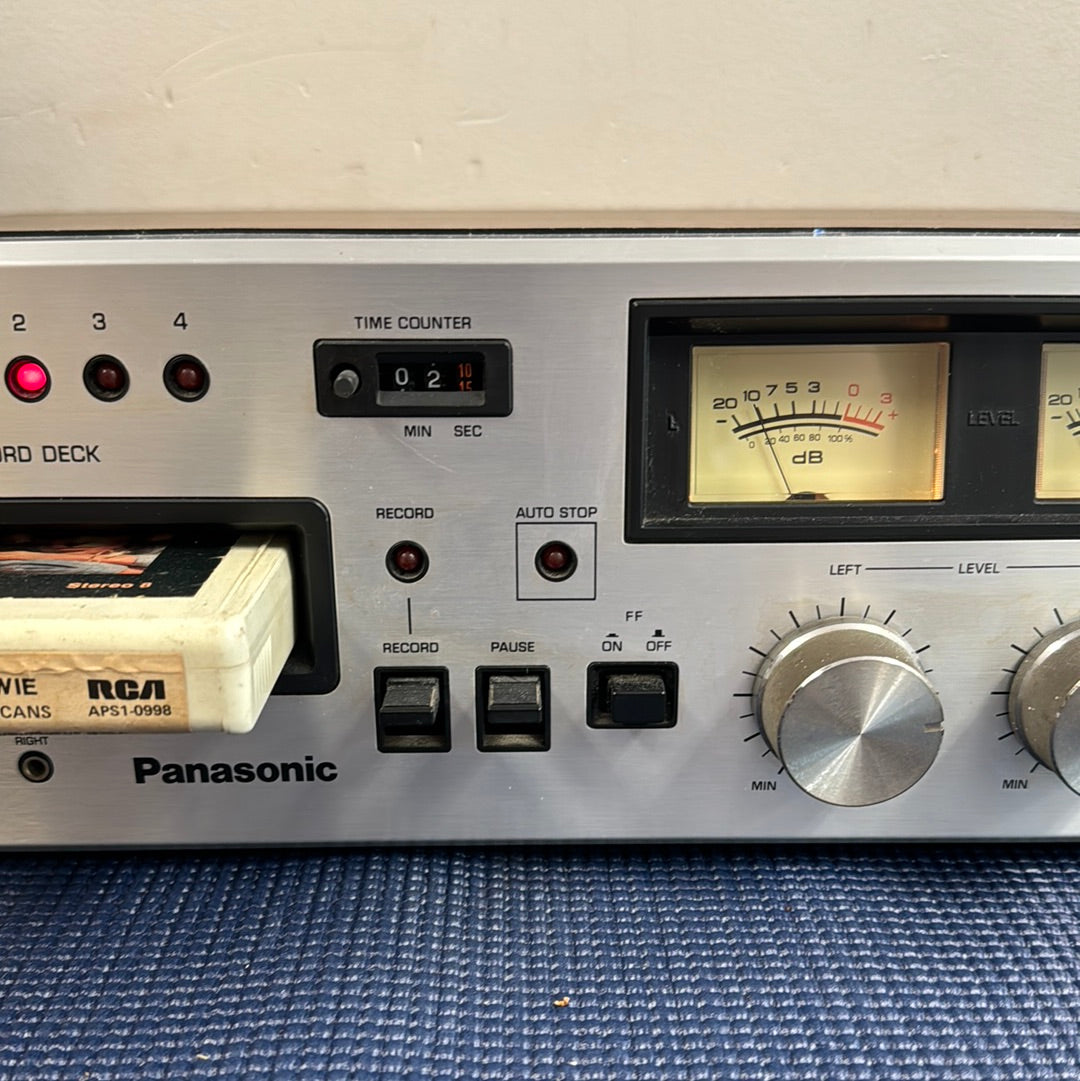 2 3 4
TIME COUNTER
0 2 10
15
MIN SEC
ORD DECK
20 10 7 5 3 0 3
- +
0 20 40 60 80 100%
dB
L
LEVEL
20
-
0
RECORD
AUTO STOP
LEFT LEVEL
FF
ON OFF
RECORD
PAUSE
Stereo 8
WIE
CANS
RCA
APS1-0998
RIGHT
Panasonic
MIN
MIN